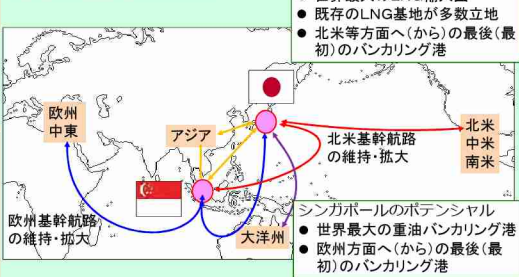 ● 既存のLNG基地が多数立地
● 北米等方面へ(から)の最後(最
初)のバンカリング港
欧州
中東
アジア
北米基幹航路
の維持・拡大
北米
中米
南米
欧州基幹航路
の維持・拡大
大洋州
シンガポールのポテンシャル
● 世界最大の重油バンカリング港
● 欧州方面へ(から)の最後(最
初)のバンカリング港